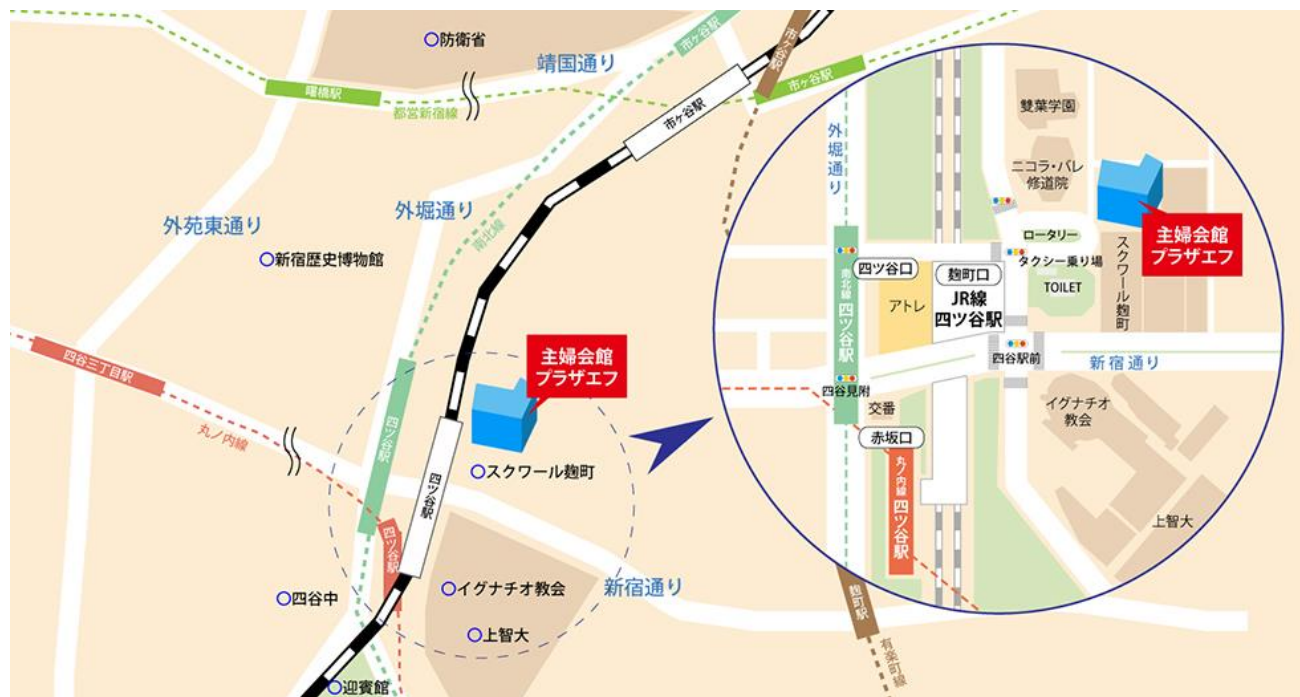 防衛省
靖国通り
市ヶ谷駅
市ヶ谷駅
市ヶ谷駅
市ヶ谷駅
曙橋駅
都営新宿線
外苑東通り
外堀通り
南北線
新宿歴史博物館
四谷三丁目駅
丸ノ内線
主婦会館
プラザエフ
四ツ谷駅
四ツ谷駅
四ツ谷駅
スクワール麹町
イグナチオ教会
新宿通り
四谷中
上智大
迎賓館
麹町駅
有楽町線
外堀通り
雙葉学園
ニコラ・バレ
修道院
主婦会館
プラザエフ
ロータリー
タクシー乗り場
TOILET
スクワール麹町
四ツ谷口
麹町口
アトレ
JR線
四ツ谷駅
南北線 四ツ谷駅
四谷駅前
新宿通り
四谷見附
交番
赤坂口
丸ノ内線 四ツ谷駅
イグナチオ
教会
上智大